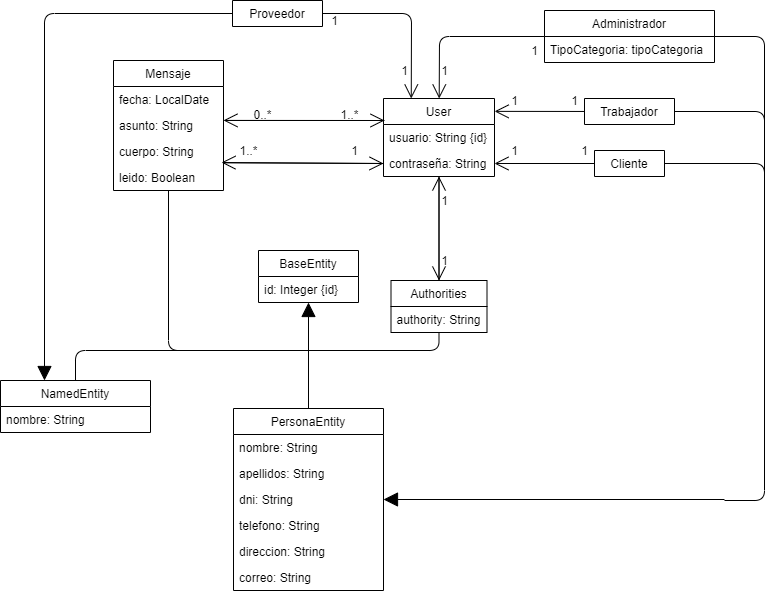 Proveedor
1
1
Administrador
TipoCategoria: tipoCategoria
1
1
Mensaje
fecha: LocalDate
asunto: String
cuerpo: String
leido: Boolean
0..*
1..*
1..*
1
User
usuario: String {id}
contraseña: String
1
1
Trabajador
1
1
Cliente
1
1
BaseEntity
id: Integer {id}
Authorities
authority: String
NamedEntity
nombre: String
PersonaEntity
nombre: String
apellidos: String
dni: String
telefono: String
direccion: String
correo: String